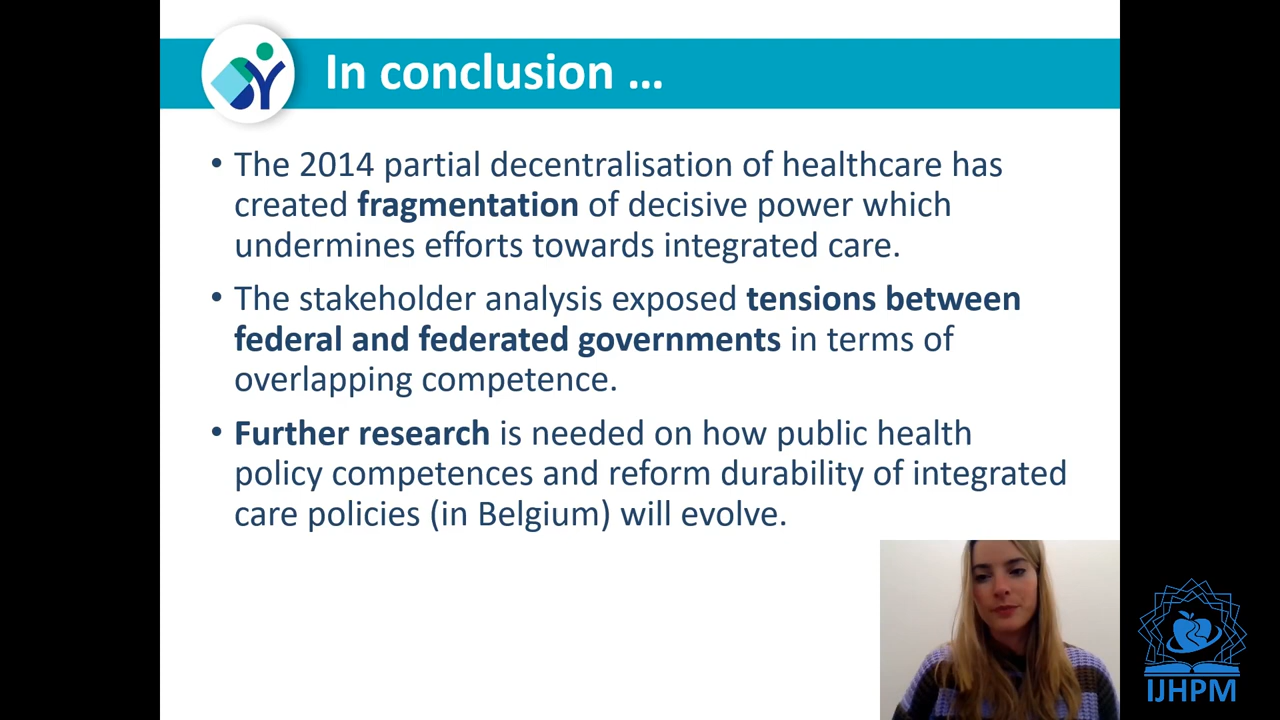 In conclusion ...
• The 2014 partial decentralisation of healthcare has
created fragmentation of decisive power which
undermines efforts towards integrated care.
• The stakeholder analysis exposed tensions between
federal and federated governments in terms of
overlapping competence.
• Further research is needed on how public health
policy competences and reform durability of integrated
care policies (in Belgium) will evolve.
IJHPM